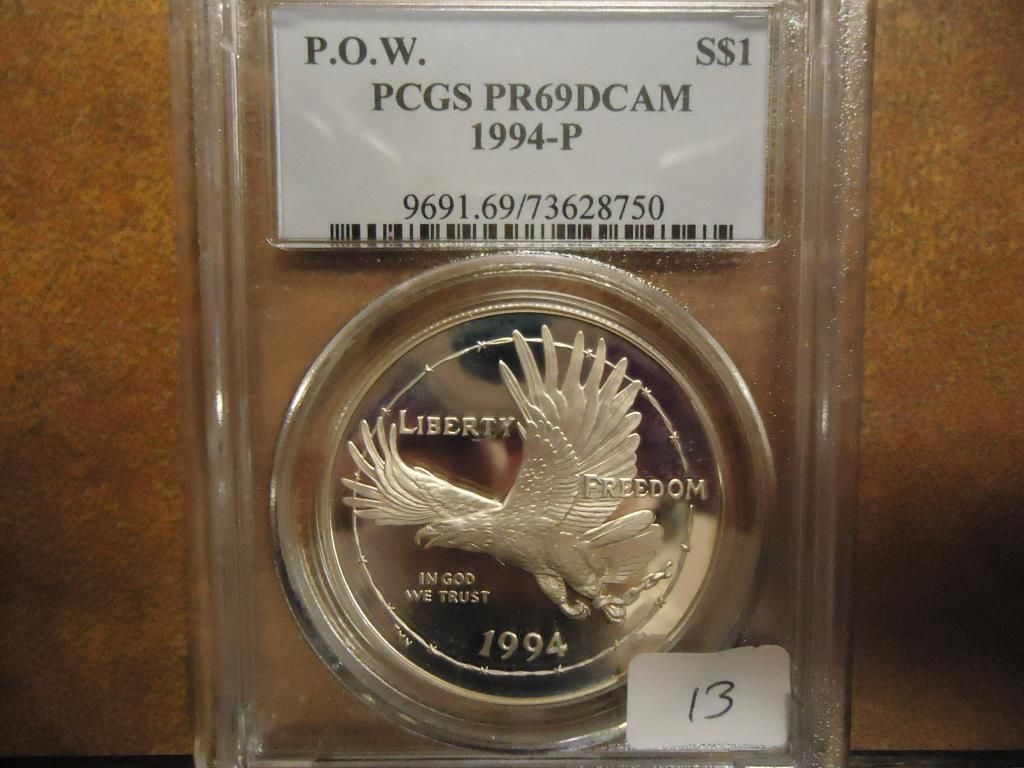 P.O.W. S$1
PCGS PR69DCAM
1994-P
9691.69/73628750
LIBERTY
FREEDOM
IN GOD
WE TRUST
1994
13